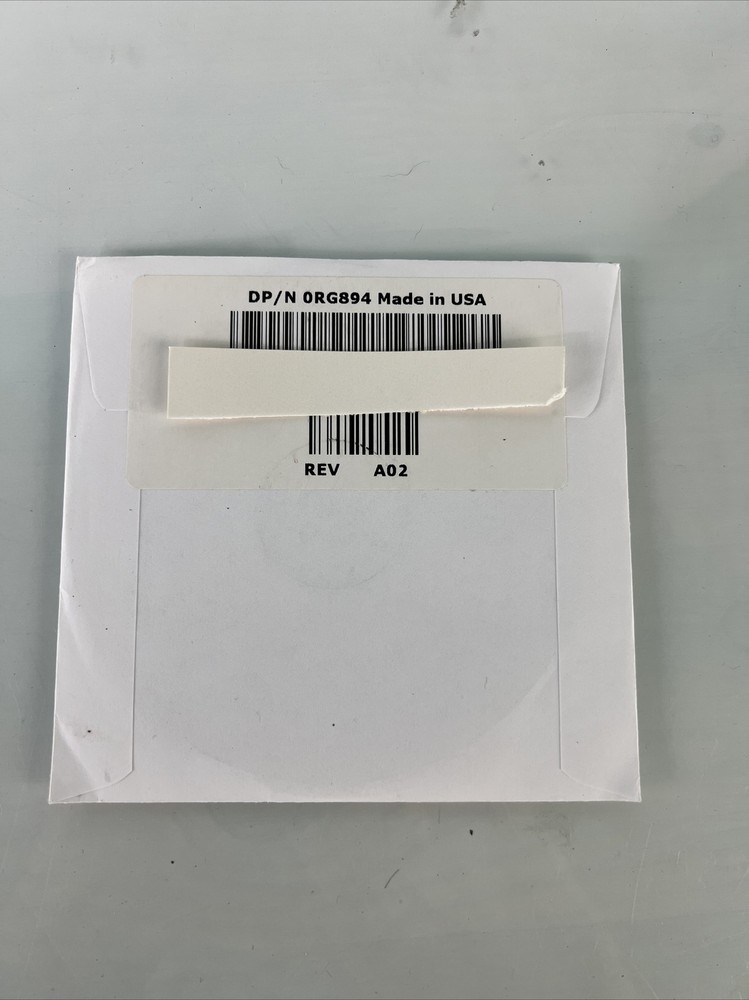 DP/N 0RG894 Made in USA
REV A02